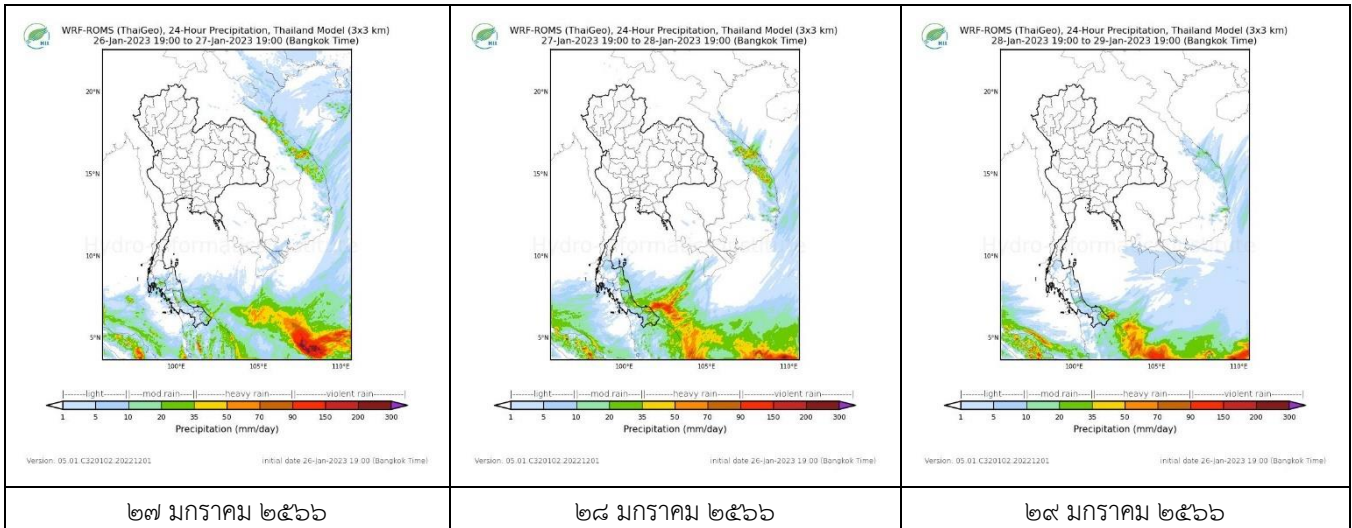 WRF-ROMS (ThaiGeo), 24-Hour Precipitation, Thailand Model (3x3 km)
26-Jan-2023 19:00 to 27-Jan-2023 19:00 (Bangkok Time)
HII
20°N
15°N
10°N
5°N
100°E
105°E
110°E
Hydro-Informatics Institute
|-------light-------||---mod rain---||-------heavy rain-------||-------violent rain-------|
1 5 10 20 35 50 70 90 150 200 300
Precipitation (mm/day)
Version: 05.01.C320102.20221201
initial date 26-Jan-2023 19:00 (Bangkok Time)
๒๗ มกราคม ๒๕๖๖
WRF-ROMS (ThaiGeo), 24-Hour Precipitation, Thailand Model (3x3 km)
27-Jan-2023 19:00 to 28-Jan-2023 19:00 (Bangkok Time)
HII
20°N
15°N
10°N
5°N
100°E
105°E
110°E
Hydro-Informatics Institute
|-------light-------||---mod rain---||-------heavy rain-------||-------violent rain-------|
1 5 10 20 35 50 70 90 150 200 300
Precipitation (mm/day)
Version: 05.01.C320102.20221201
initial date 26-Jan-2023 19:00 (Bangkok Time)
๒๘ มกราคม ๒๕๖๖
WRF-ROMS (ThaiGeo), 24-Hour Precipitation, Thailand Model (3x3 km)
28-Jan-2023 19:00 to 29-Jan-2023 19:00 (Bangkok Time)
HII
20°N
15°N
10°N
5°N
100°E
105°E
110°E
Hydro-Informatics Institute
|-------light-------||---mod rain---||-------heavy rain-------||-------violent rain-------|
1 5 10 20 35 50 70 90 150 200 300
Precipitation (mm/day)
Version: 05.01.C320102.20221201
initial date 26-Jan-2023 19:00 (Bangkok Time)
๒๙ มกราคม ๒๕๖๖